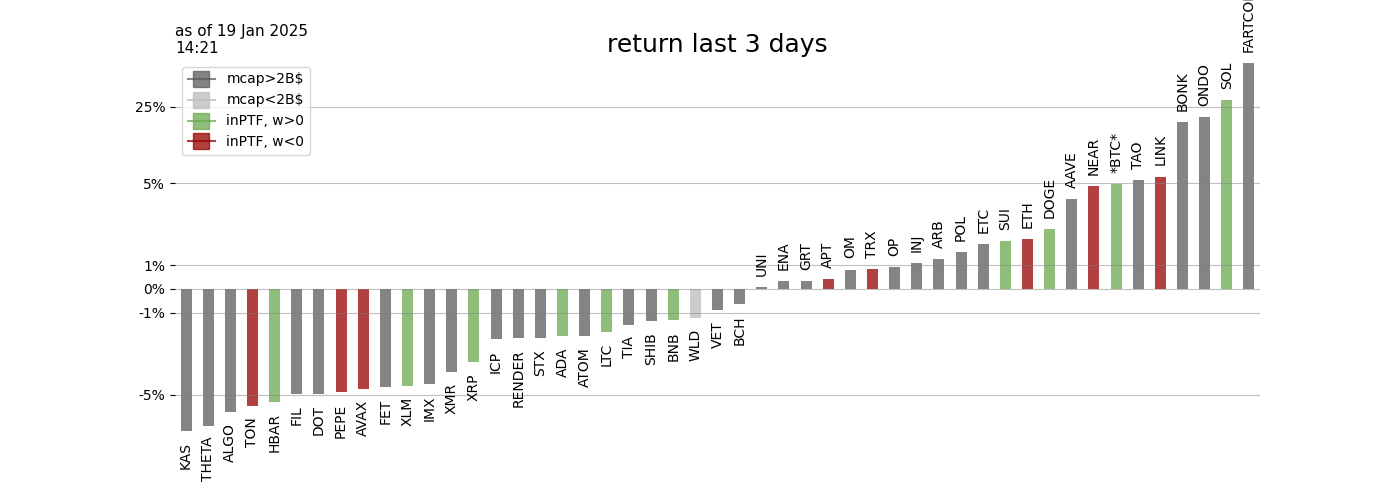 as of 19 Jan 2025
14:21
return last 3 days
mcap>2B$
mcap<2B$
inPTF, w>0
inPTF, w<0
25%
5%
1%
0%
-1%
-5%
KAS
THETA
ALGO
TON
HBAR
FIL
DOT
PEPE
AVAX
FET
XLM
IMX
XMR
XRP
ICP
RENDER
STX
ADA
ATOM
LTC
TIA
SHIB
BNB
WLD
VET
BCH
UNI
ENA
GRT
APT
OM
TRX
OP
INJ
ARB
POL
ETC
SUI
ETH
DOGE
AAVE
NEAR
*BTC*
TAO
LINK
BONK
ONDO
SOL